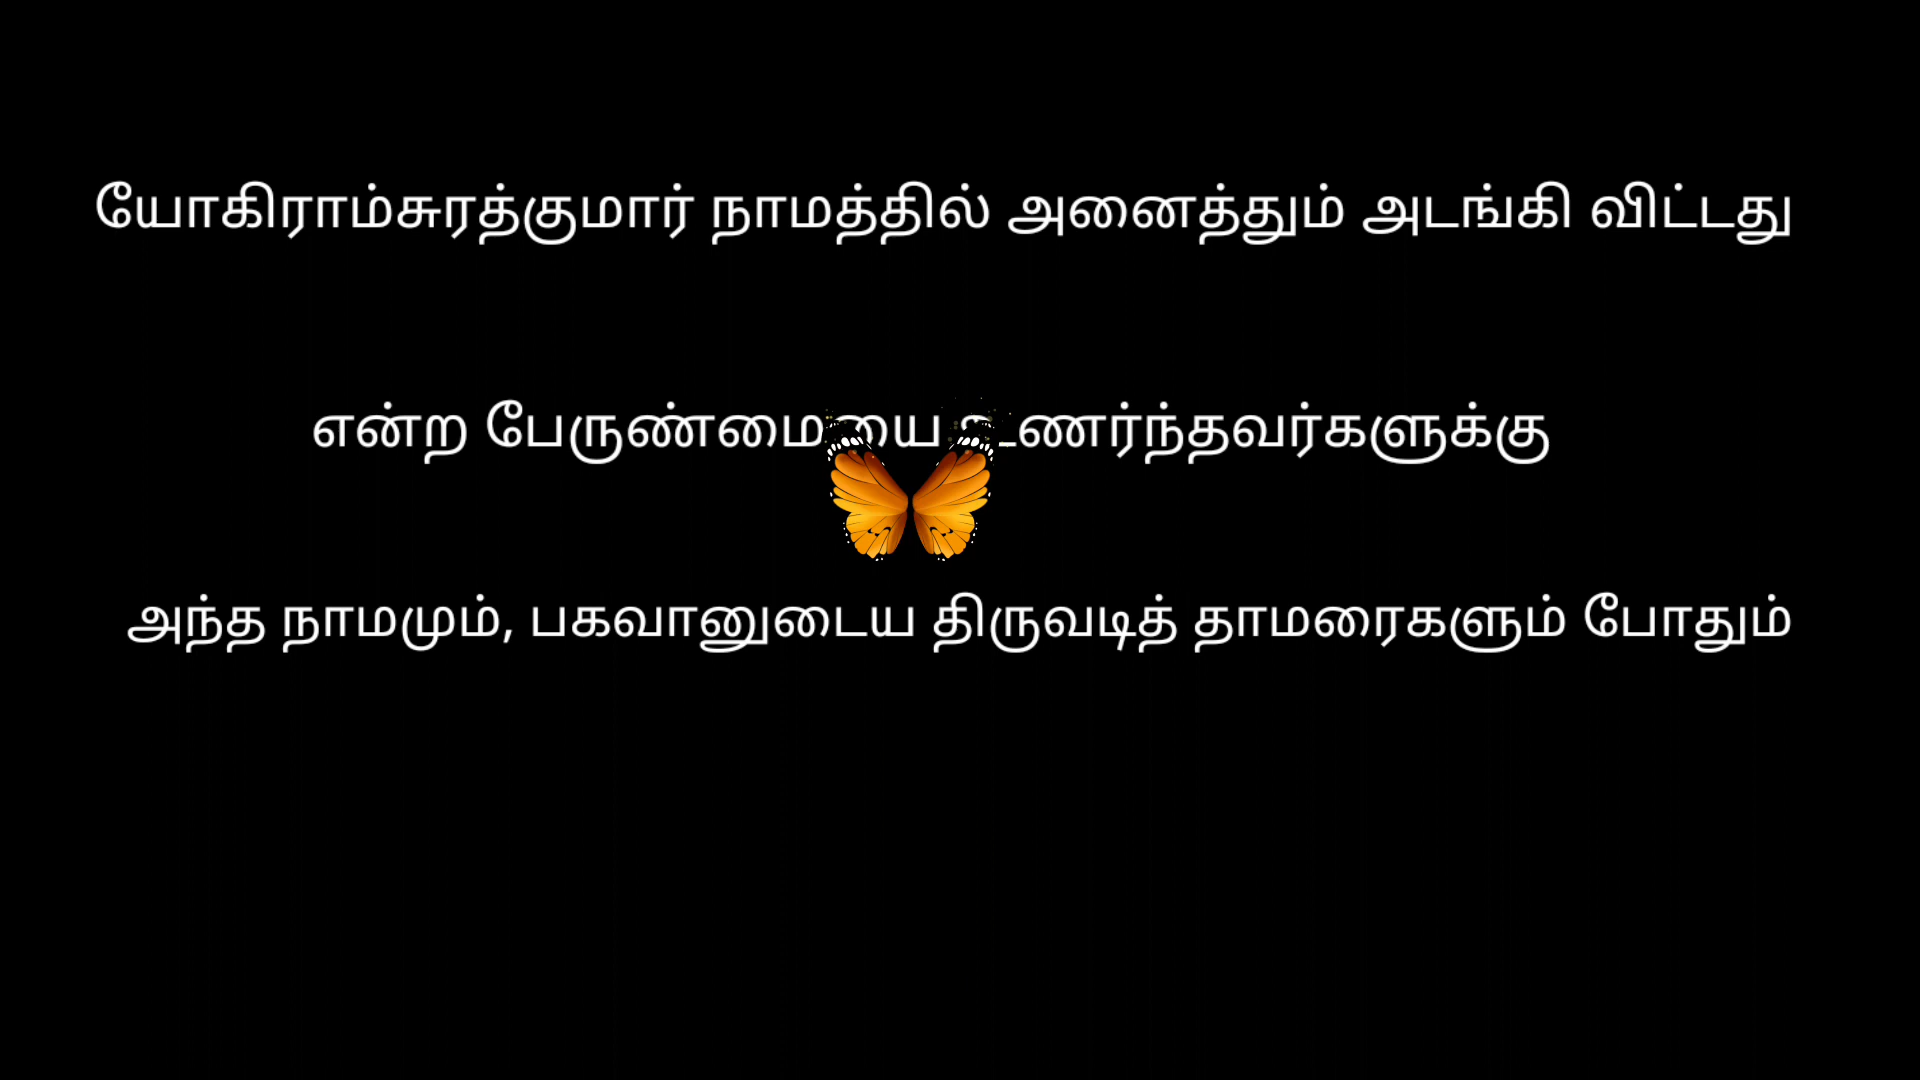 யோகிராம்சுரத்குமார் நாமத்தில் அனைத்தும் அடங்கி விட்டது
என்ற பேருண்மையை உணர்ந்தவர்களுக்கு
அந்த நாமமும், பகவானுடைய திருவடித் தாமரைகளும் போதும்